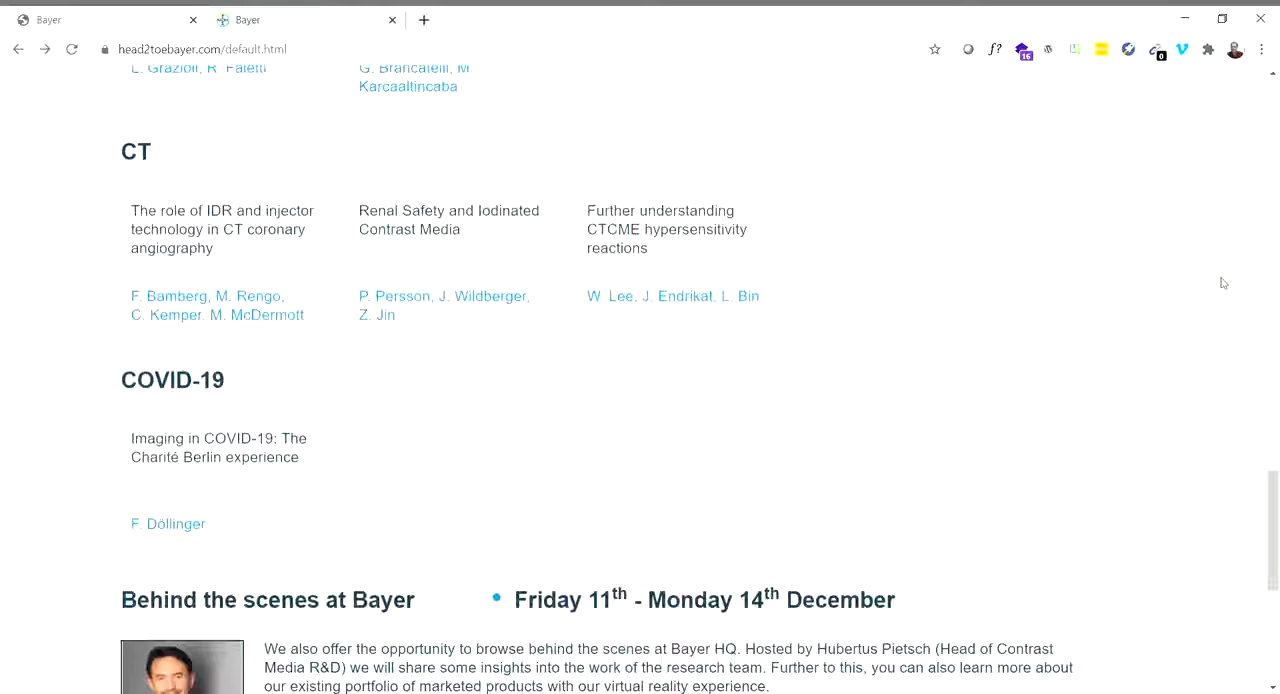 Bayer
Bayer
head2toebayer.com/default.html
f?
16
0
L. Grazioli, R. Faletti
G. Brancatelli, M.
Karcaaltincaba
CT
The role of IDR and injector
technology in CT coronary
angiography
Renal Safety and Iodinated
Contrast Media
Further understanding
CTCME hypersensitivity
reactions
F. Bamberg, M. Rengo,
C. Kemper. M. McDermott
P. Persson, J. Wildberger,
Z. Jin
W. Lee, J. Endrikat, L. Bin
COVID-19
Imaging in COVID-19: The
Charité Berlin experience
F. Döllinger
Behind the scenes at Bayer
• Friday 11th - Monday 14th December
We also offer the opportunity to browse behind the scenes at Bayer HQ. Hosted by Hubertus Pietsch (Head of Contrast
Media R&D) we will share some insights into the work of the research team. Further to this, you can also learn more about
our existing portfolio of marketed products with our virtual reality experience.